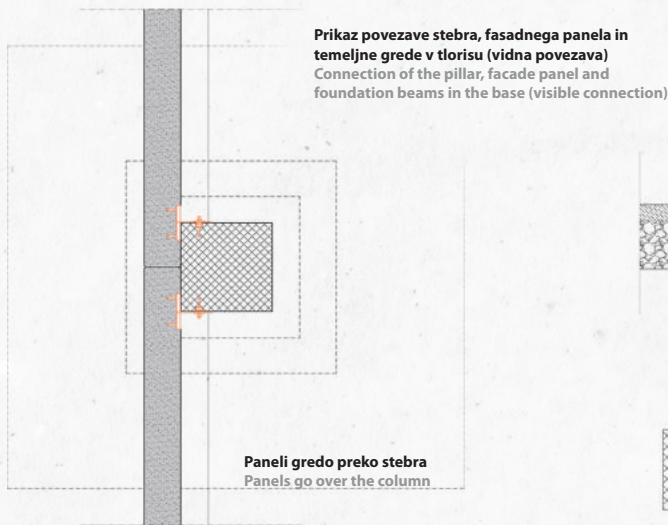 Prikaz povezave stebra, fasadnega panela in
temeljne grede v tlorisu (vidna povezava)
Connection of the pillar, facade panel and
foundation beams in the base (visible connection)
Paneli gredo preko stebra
Panels go over the column